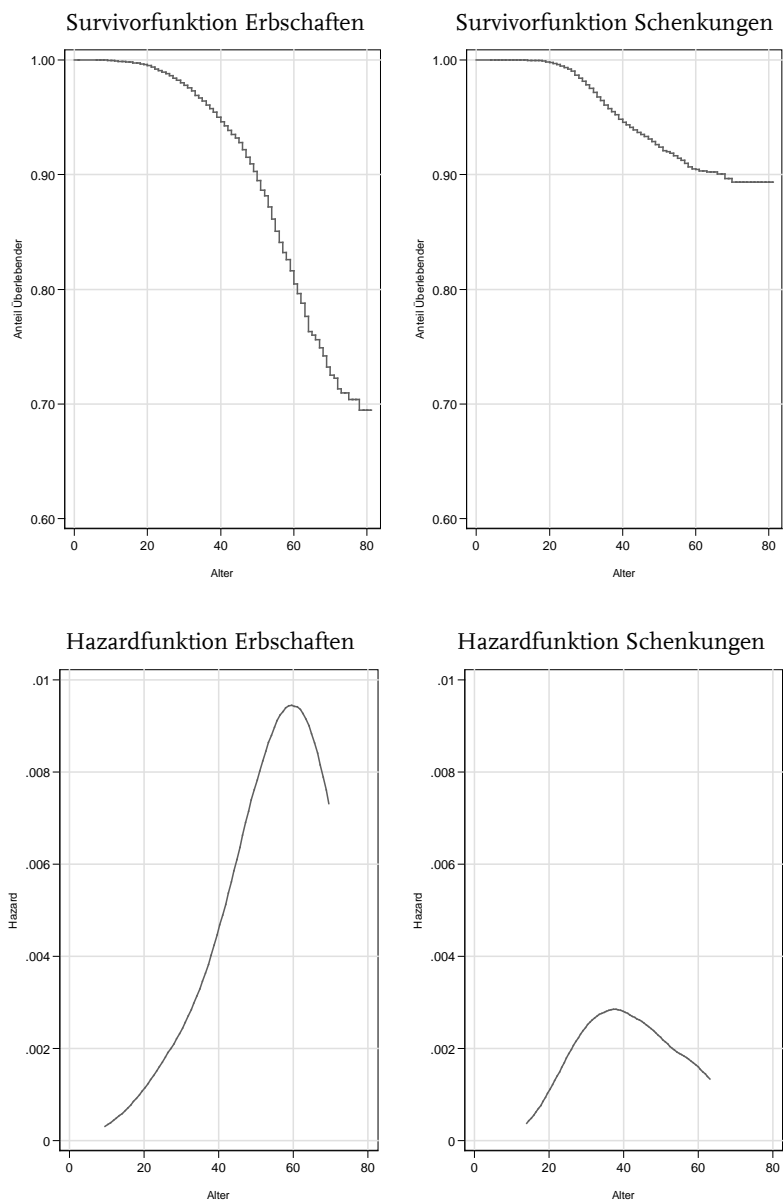 Survivorfunktion Erbschaften
1.00
0.90
0.80
0.70
0.60
Anteil Überlebender
0 20 40 60 80
Alter
Survivorfunktion Schenkungen
1.00
0.90
0.80
0.70
0.60
Anteil Überlebender
0 20 40 60 80
Alter
Hazardfunktion Erbschaften
.01
.008
.006
.004
.002
0
Hazard
0 20 40 60 80
Alter
Hazardfunktion Schenkungen
.01
.008
.006
.004
.002
0
Hazard
0 20 40 60 80
Alter